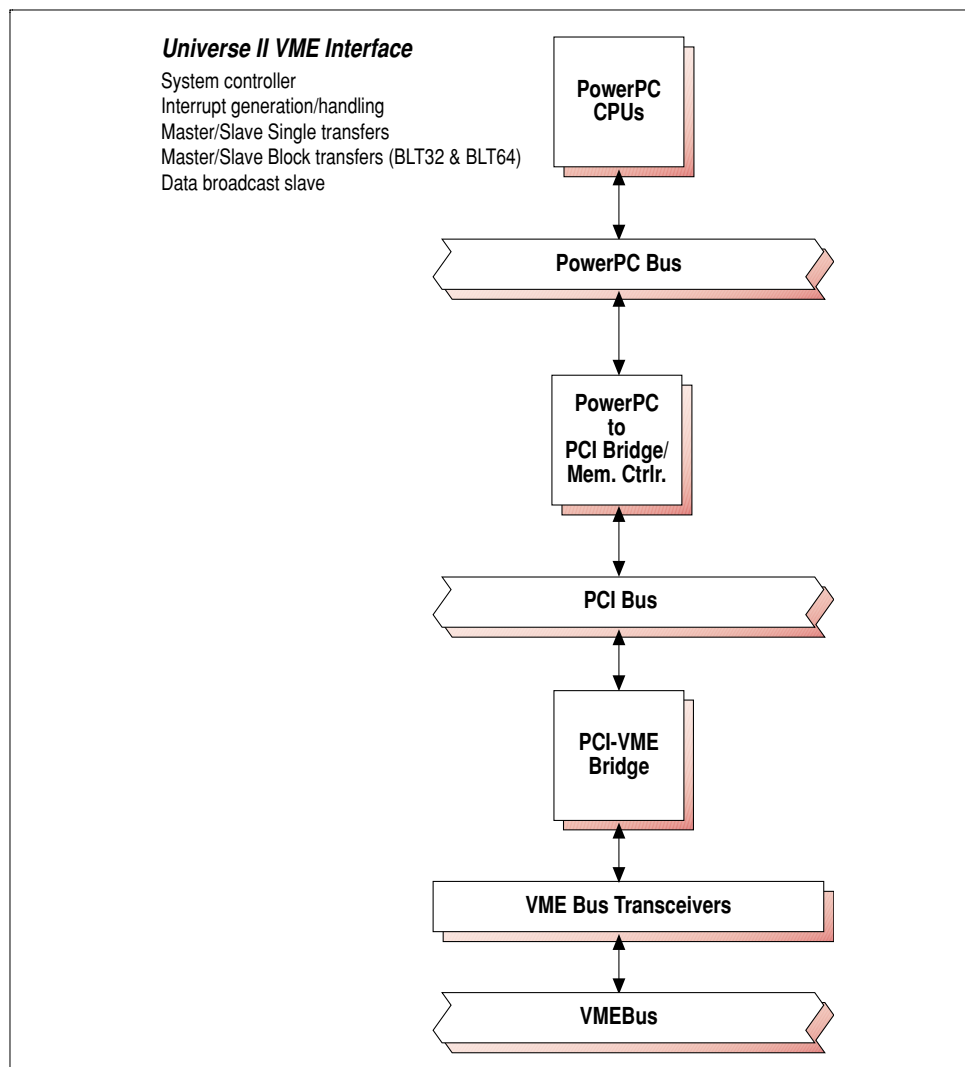 Universe II VME Interface
System controller
Interrupt generation/handling
Master/Slave Single transfers
Master/Slave Block transfers (BLT32 & BLT64)
Data broadcast slave
PowerPC
CPUs
PowerPC Bus
PowerPC
to
PCI Bridge/
Mem. Ctrlr.
PCI Bus
PCI-VME
Bridge
VME Bus Transceivers
VMEBus